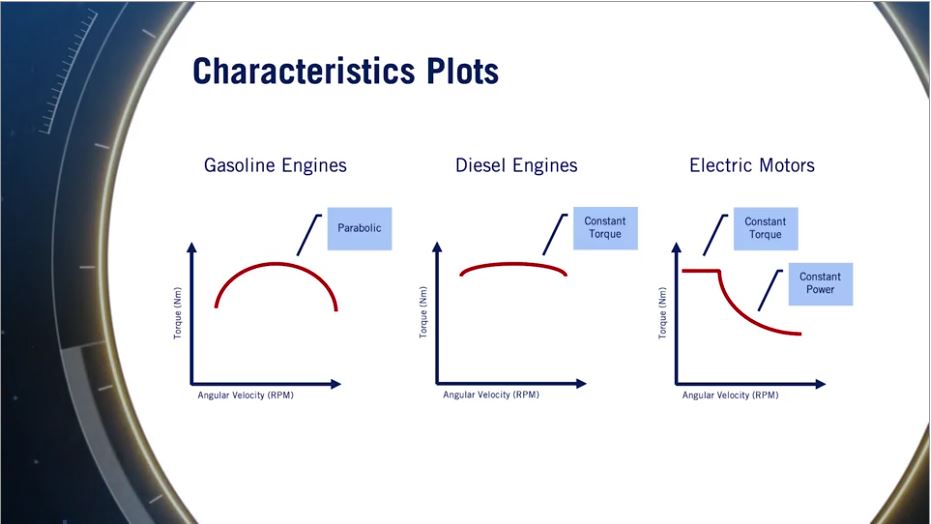 Characteristics Plots
Gasoline Engines
Parabolic
Torque (Nm)
Angular Velocity (RPM)
Diesel Engines
Constant
Torque
Torque (Nm)
Angular Velocity (RPM)
Electric Motors
Constant
Torque
Constant
Power
Torque (Nm)
Angular Velocity (RPM)